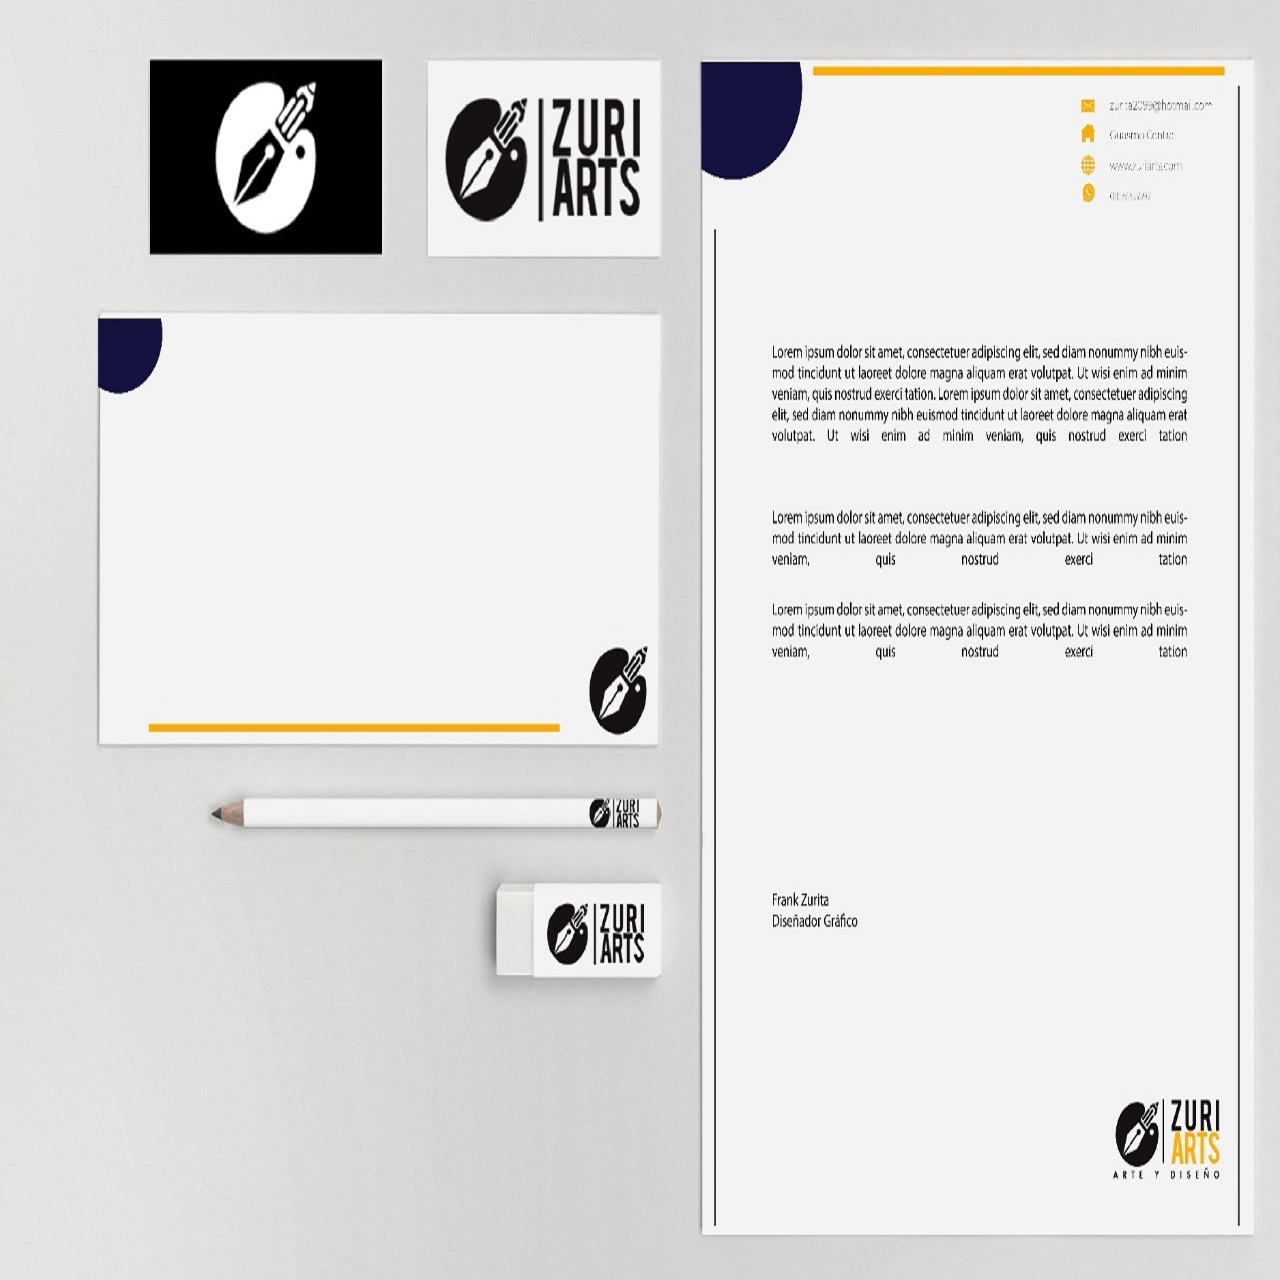 ZURI
ARTS
zurita2099@hotmail.com
Guasmo Centro
www.zuriarts.com
Lorem ipsum dolor sit amet, consectetuer adipiscing elit, sed diam nonummy nibh euis-
mod tincidunt ut laoreet dolore magna aliquam erat volutpat. Ut wisi enim ad minim
veniam, quis nostrud exerci tation. Lorem ipsum dolor sit amet, consectetuer adipiscing
elit, sed diam nonummy nibh euismod tincidunt ut laoreet dolore magna aliquam erat
volutpat. Ut wisi enim ad minim veniam, quis nostrud exerci tation
Lorem ipsum dolor sit amet, consectetuer adipiscing elit, sed diam nonummy nibh euis-
mod tincidunt ut laoreet dolore magna aliquam erat volutpat. Ut wisi enim ad minim
veniam, quis nostrud exerci tation
Lorem ipsum dolor sit amet, consectetuer adipiscing elit, sed diam nonummy nibh euis-
mod tincidunt ut laoreet dolore magna aliquam erat volutpat. Ut wisi enim ad minim
veniam, quis nostrud exerci tation
ZURI
ARTS
ZURI
ARTS
Frank Zurita
Diseñador Gráfico
ZURI
ARTS
ARTE Y DISEÑO